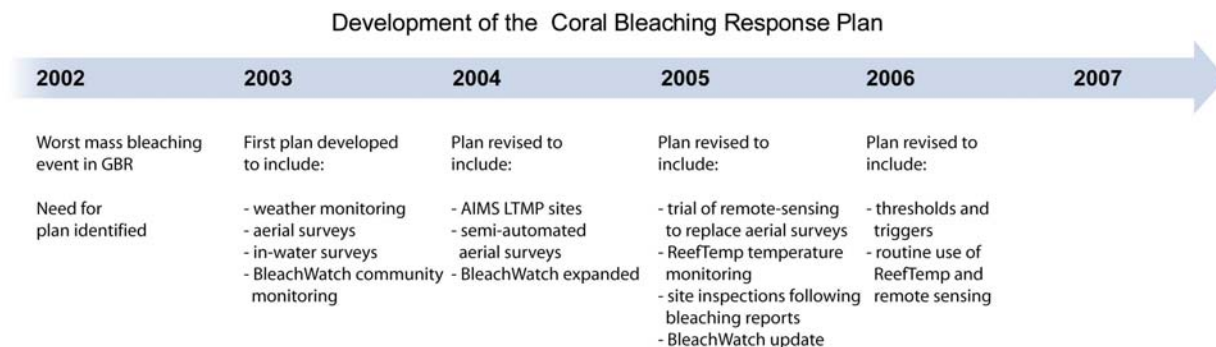 Development of the Coral Bleaching Response Plan
2002
2003
2004
2005
2006
2007
Worst mass bleaching
event in GBR
Need for
plan identified
First plan developed
to include:
- weather monitoring
- aerial surveys
- in-water surveys
- BleachWatch community
monitoring
Plan revised to
include:
- AIMS LTMP sites
- semi-automated
aerial surveys
- BleachWatch expanded
Plan revised to
include:
- trial of remote-sensing
to replace aerial surveys
- ReefTemp temperature
monitoring
- site inspections following
bleaching reports
- BleachWatch update
Plan revised to
include:
- thresholds and
triggers
- routine use of
ReefTemp and
remote sensing